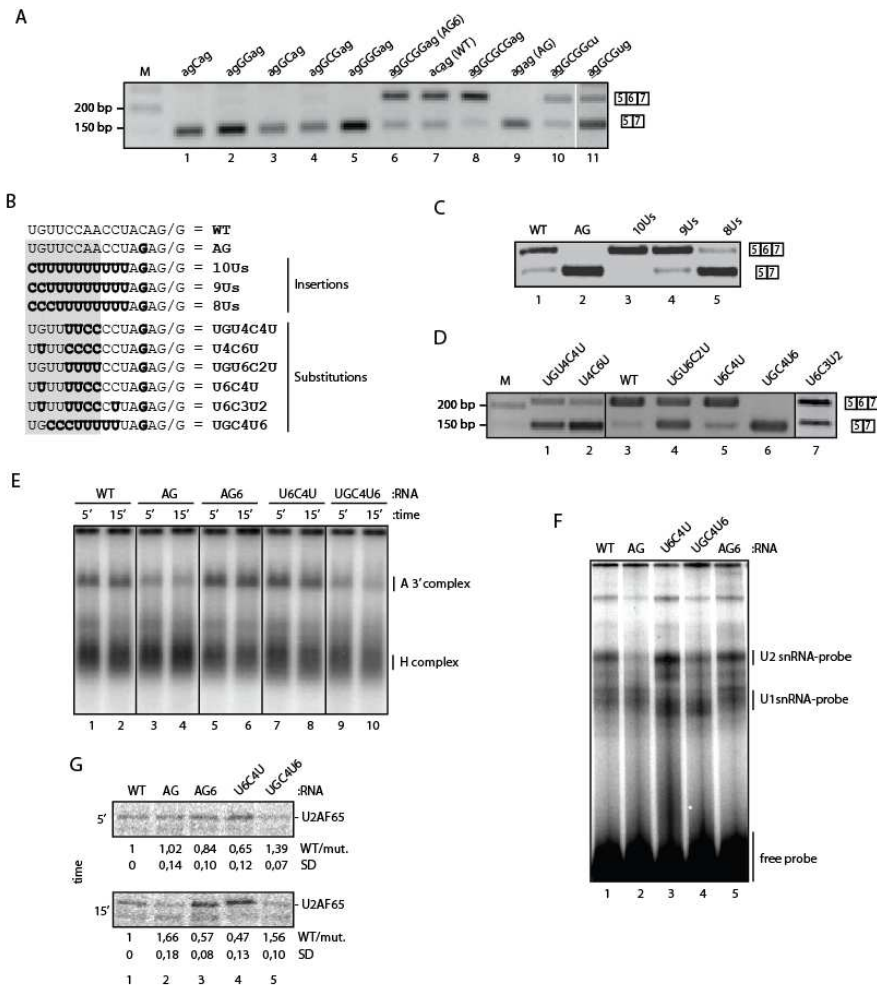 A
M agCag agGGag agGCag agGCGag agGGGag agGCGGag (AG6) acag (WT) agGCGCGag agag (AG) agGCGGcu agGCGug
200 bp
5 6 7
150 bp
5 7
1 2 3 4 5 6 7 8 9 10 11
B
UGUUCCAACCUACAG/G = WT
UGUUCCAACCUAGAG/G = AG
CUUUUUUUUUUAGAG/G = 10Us
CCUUUUUUUUUAGAG/G = 9Us
CCCUUUUUUUUAGAG/G = 8Us
Insertions
UGUUUUCCCCUAGAG/G = UGU4C4U
UUUUCCCCCCUAGAG/G = U4C6U
UGUUUUUUCCUAGAG/G = UGU6C2U
UUUUUUCCCCUAGAG/G = U6C4U
UUUUUUCCCUUAGAG/G = U6C3U2
UGCCCCUUUUUUAGAG/G = UGC4U6
Substitutions
C
WT AG 10Us 9Us 8Us
5 6 7
5 7
1 2 3 4 5
D
M UGU4C4U U4C6U WT UGU6C2U U6C4U UGC4U6 U6C3U2
200 bp
5 6 7
150 bp
5 7
1 2 3 4 5 6 7
E
WT AG AG6 U6C4U UGC4U6 :RNA
5' 15' 5' 15' 5' 15' 5' 15' 5' 15' :time
A 3' complex
H complex
1 2 3 4 5 6 7 8 9 10
F
WT AG U6C4U UGC4U6 AG6 :RNA
U2 snRNA-probe
U1snRNA-probe
free probe
1 2 3 4 5
G
WT AG AG6 U6C4U UGC4U6 :RNA
5' -U2AF65
1 1,02 0,84 0,65 1,39 WT/mut.
0 0,14 0,10 0,12 0,07 SD
time
15' -U2AF65
1 1,66 0,57 0,47 1,56 WT/mut.
0 0,18 0,08 0,13 0,10 SD
1 2 3 4 5